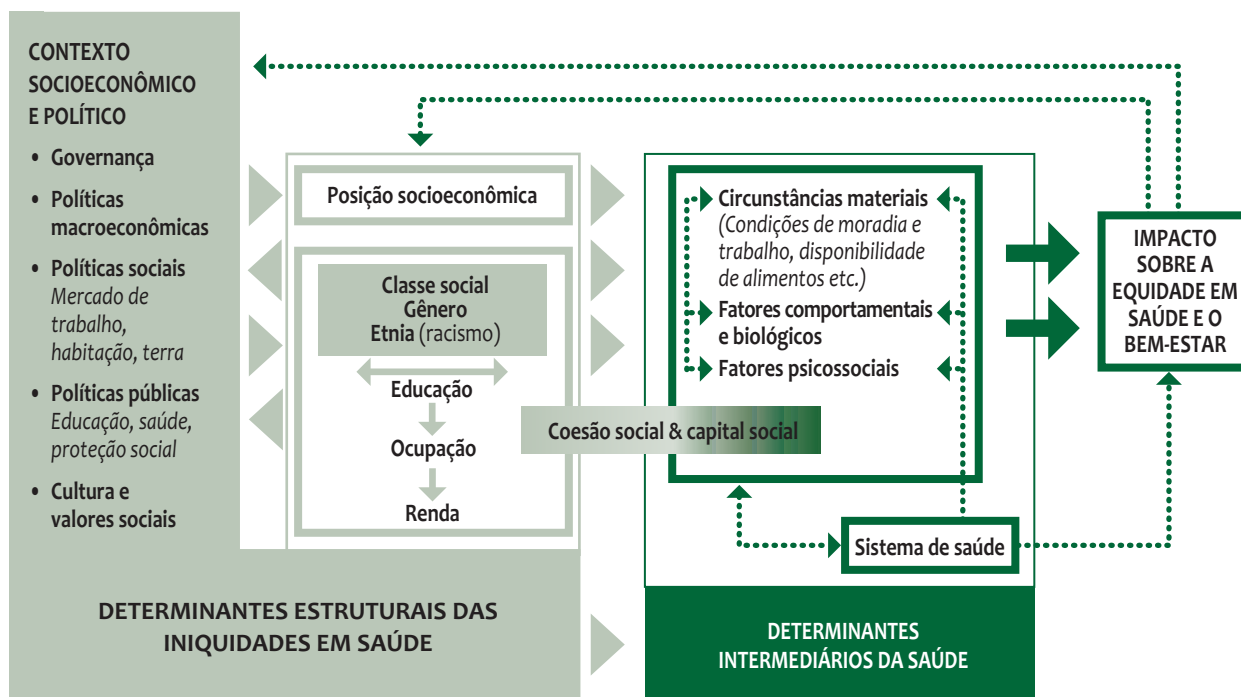 CONTEXTO
SOCIOECONÔMICO
E POLÍTICO
• Governança
• Políticas
macroeconômicas
• Políticas sociais
Mercado de
trabalho,
habitação, terra
• Políticas públicas
Educação, saúde,
proteção social
• Cultura e
valores sociais
Posição socioeconômica
Classe social
Gênero
Etnia (racismo)
Educação
Ocupação
Renda
Coesão social & capital social
Circunstâncias materiais
(Condições de moradia e
trabalho, disponibilidade
de alimentos etc.)
Fatores comportamentais
e biológicos
Fatores psicossociais
Sistema de saúde
IMPACTO
SOBRE A
EQUIDADE EM
SAÚDE E O
BEM-ESTAR
DETERMINANTES ESTRUTURAIS DAS
INIQUIDADES EM SAÚDE
DETERMINANTES
INTERMEDIÁRIOS DA SAÚDE